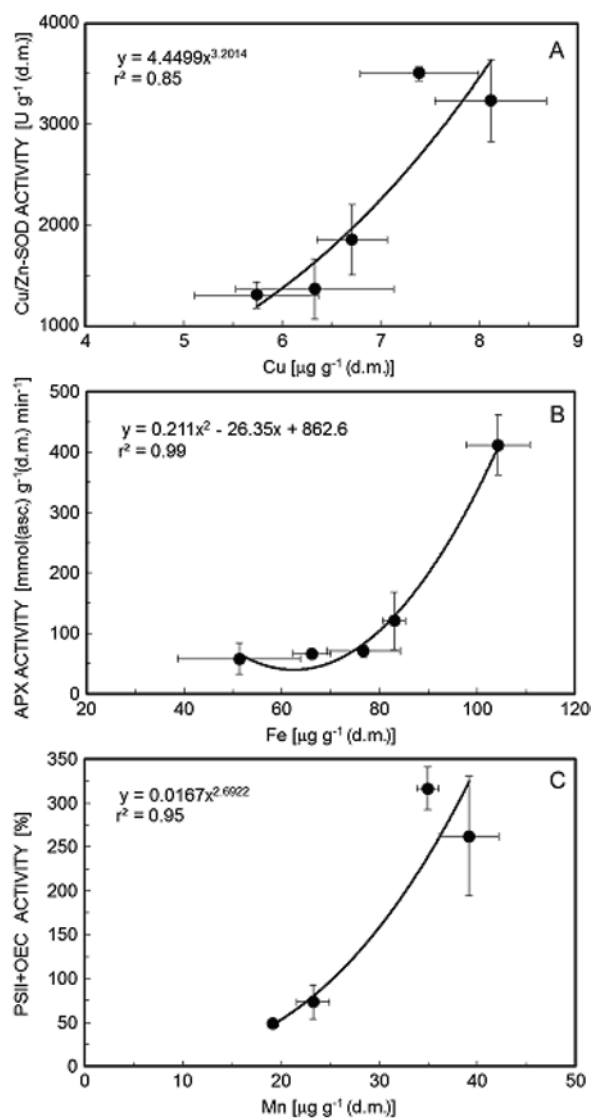 A
y = 4.4499x³·²⁰¹⁴
r² = 0.85
Cu/Zn-SOD ACTIVITY [U g⁻¹ (d.m.)]
4000
3000
2000
1000
4 5 6 7 8 9
Cu [µg g⁻¹ (d.m.)]
B
y = 0.211x² - 26.35x + 862.6
r² = 0.99
APX ACTIVITY [mmol(asc.) g⁻¹(d.m.) min⁻¹]
500
400
300
200
100
0
20 40 60 80 100 120
Fe [µg g⁻¹ (d.m.)]
C
y = 0.0167x²·⁶⁹²²
r² = 0.95
PSII+OEC ACTIVITY [%]
350
300
250
200
150
100
50
0
0 10 20 30 40 50
Mn [µg g⁻¹ (d.m.)]